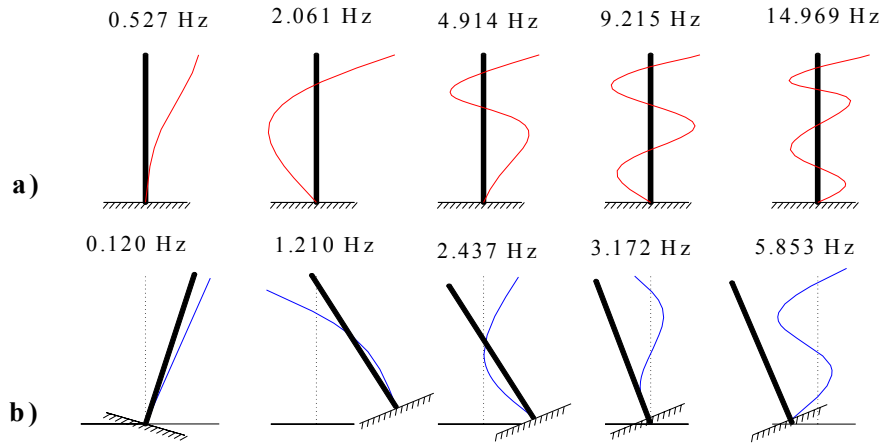 0.527 Hz 2.061 Hz 4.914 Hz 9.215 Hz 14.969 Hz
a)
0.120 Hz 1.210 Hz 2.437 Hz 3.172 Hz 5.853 Hz
b)